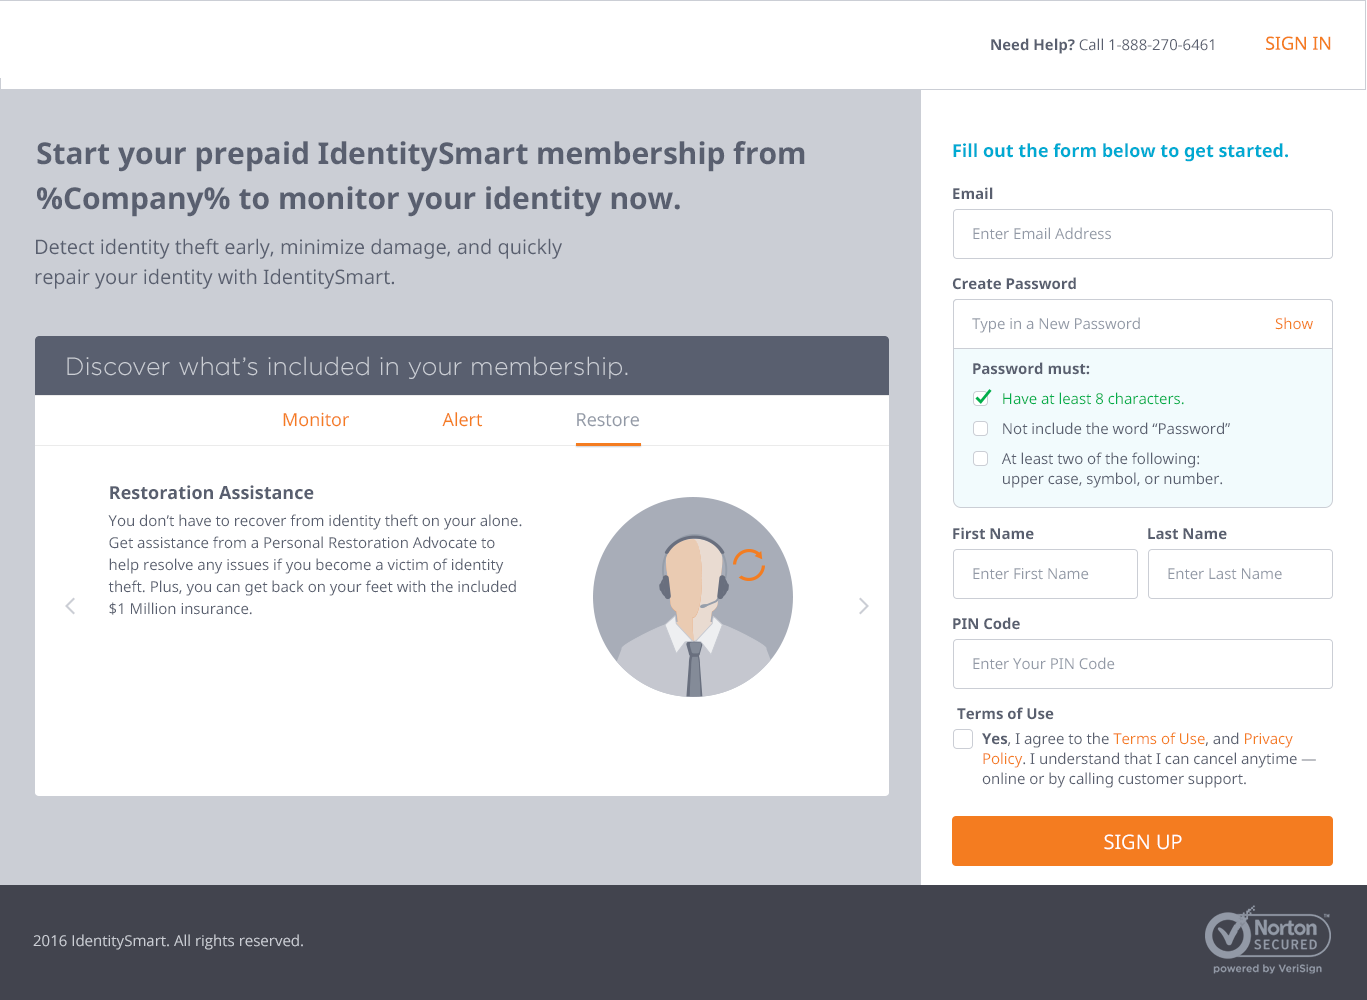 Need Help? Call 1-888-270-6461
SIGN IN
Start your prepaid IdentitySmart membership from
%Company% to monitor your identity now.
Detect identity theft early, minimize damage, and quickly
repair your identity with IdentitySmart.
Discover what's included in your membership.
Monitor
Alert
Restore
Restoration Assistance
You don't have to recover from identity theft on your alone.
Get assistance from a Personal Restoration Advocate to
help resolve any issues if you become a victim of identity
theft. Plus, you can get back on your feet with the included
$1 Million insurance.
Fill out the form below to get started.
Email
Enter Email Address
Create Password
Type in a New Password
Show
Password must:
Have at least 8 characters.
Not include the word “Password”
At least two of the following:
upper case, symbol, or number.
First Name
Last Name
Enter First Name
Enter Last Name
PIN Code
Enter Your PIN Code
Terms of Use
Yes, I agree to the Terms of Use, and Privacy
Policy. I understand that I can cancel anytime —
online or by calling customer support.
SIGN UP
2016 IdentitySmart. All rights reserved.
Norton™
SECURED
powered by VeriSign